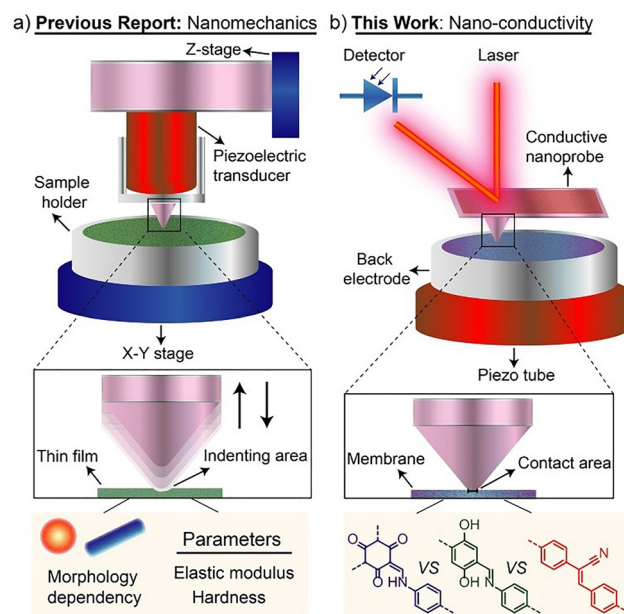 a) Previous Report: Nanomechanics
Z-stage
Piezoelectric
transducer
Sample
holder
X-Y stage
Thin film
Indenting area
Morphology
dependency
Parameters
Elastic modulus
Hardness
b) This Work: Nano-conductivity
Detector
Laser
Conductive
nanoprobe
Back
electrode
Piezo tube
Membrane
Contact area
O
O
O
HN
VS
OH
OH
N
VS
CN